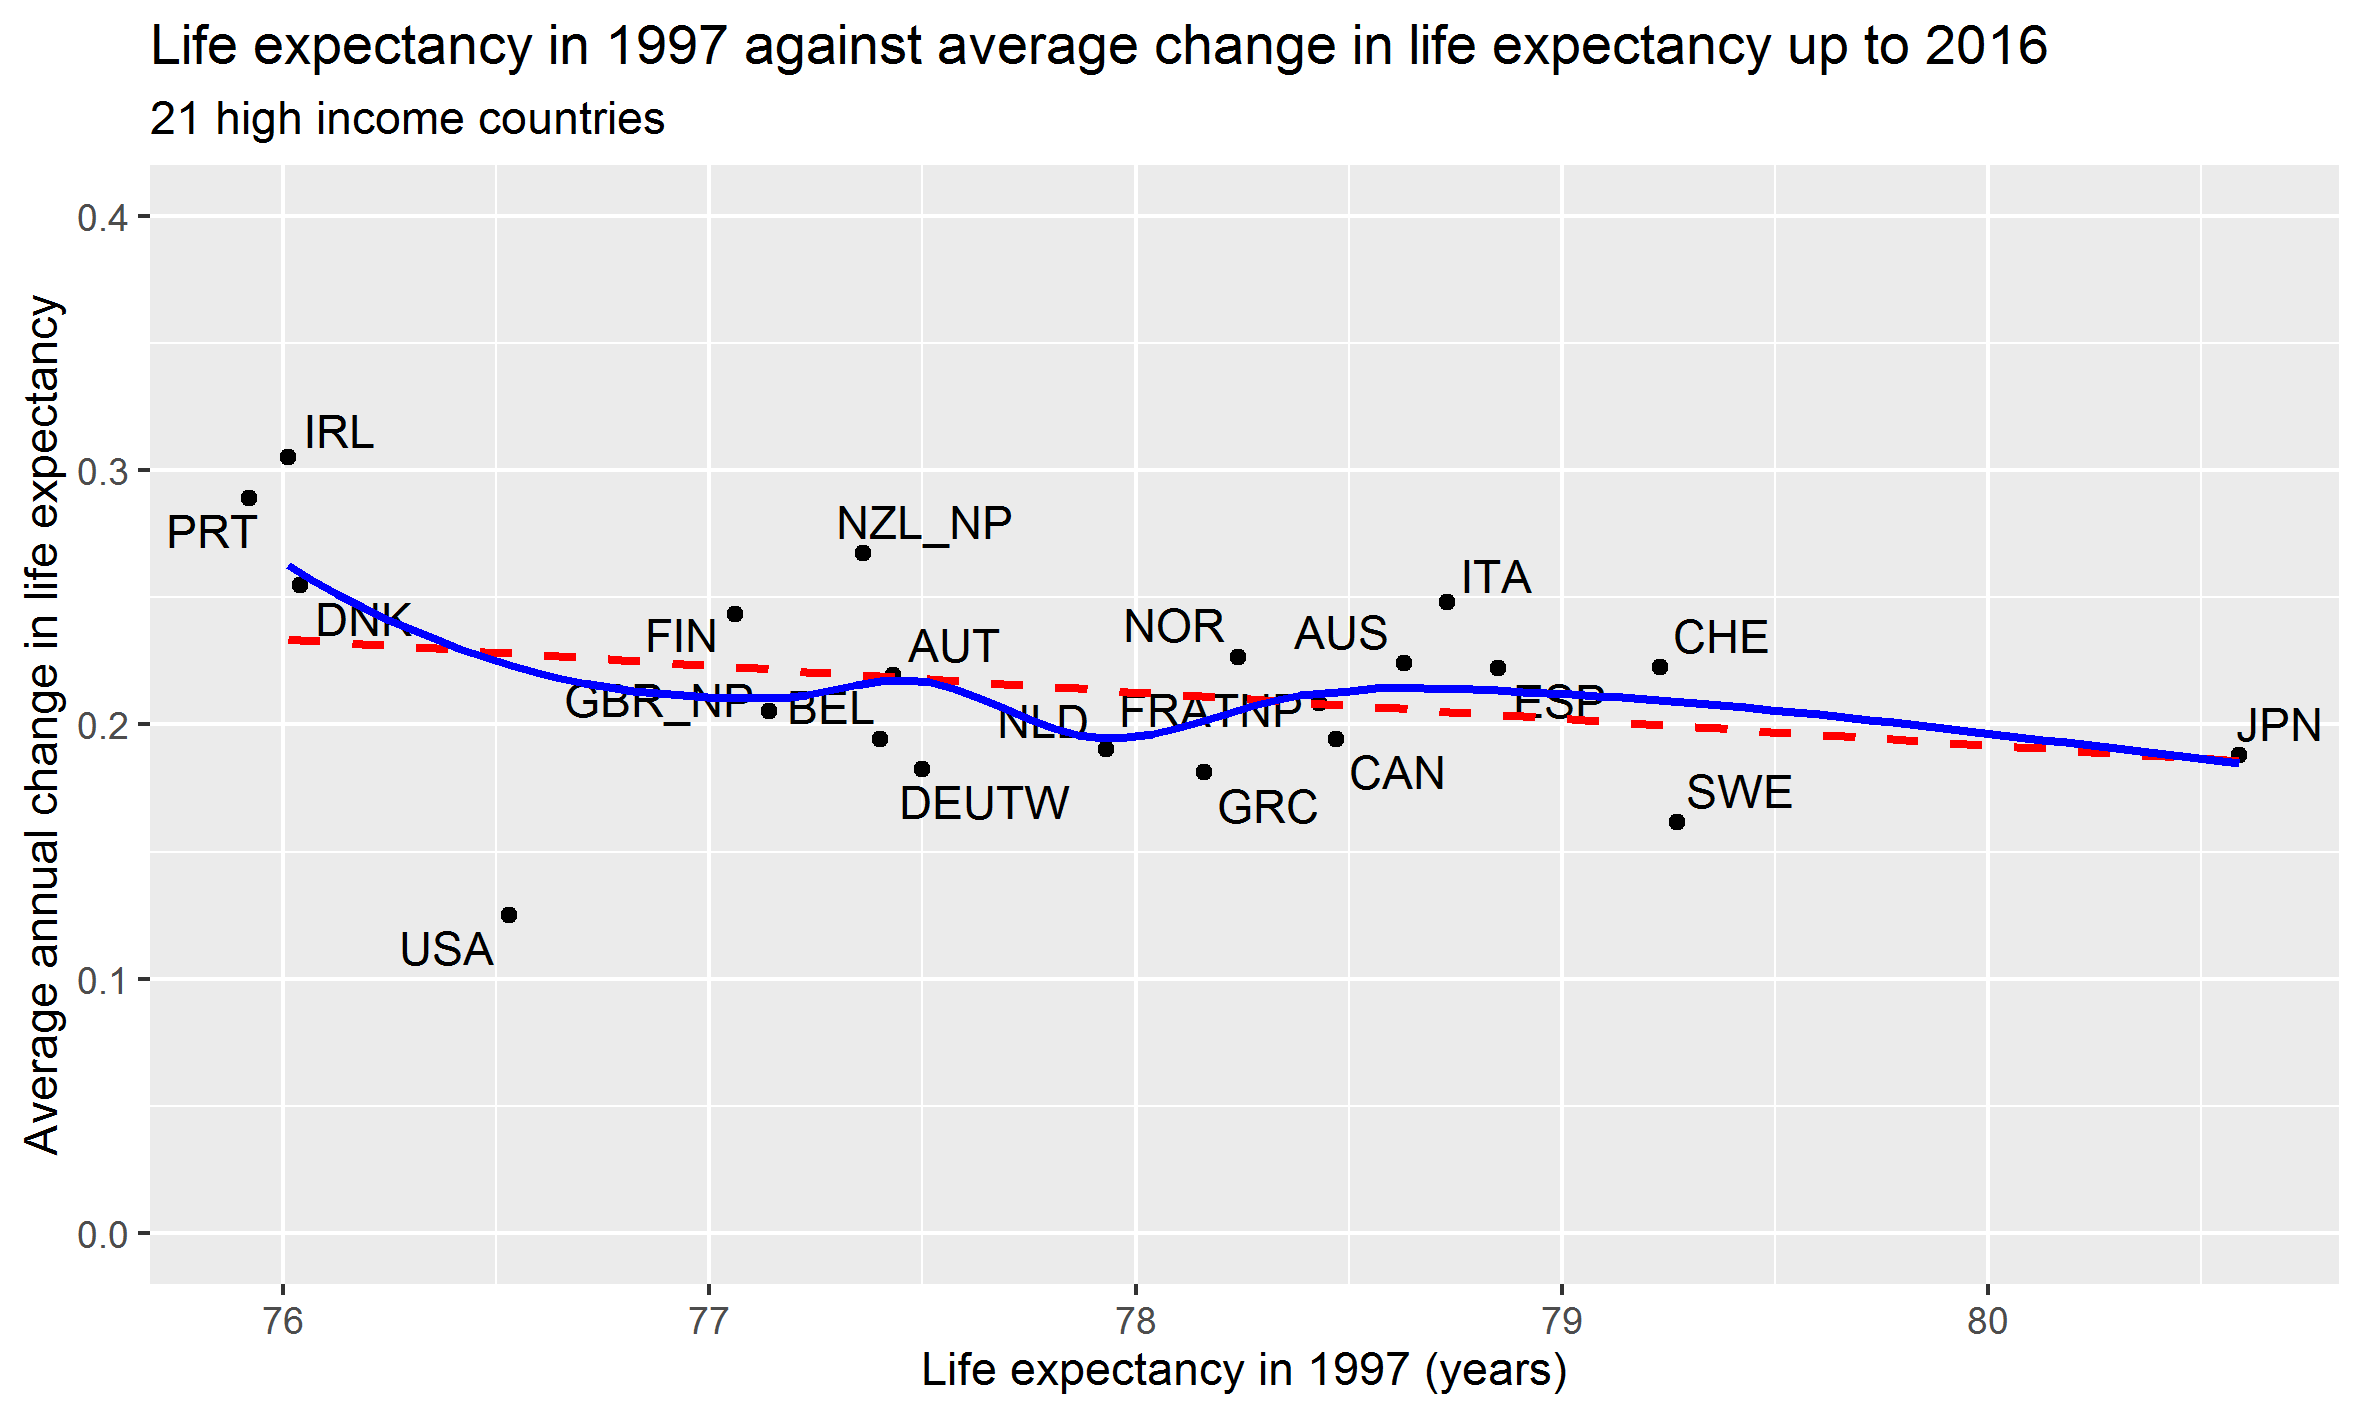 Life expectancy in 1997 against average change in life expectancy up to 2016
21 high income countries
Average annual change in life expectancy
0.4
0.3
0.2
0.1
0.0
IRL
PRT
DNK
USA
FIN
GBR_NP
NZL_NP
AUT
BEL
DEUTW
NLD
NOR
FRATNP
GRC
AUS
CAN
ITA
ESP
CHE
SWE
JPN
76
77
78
79
80
Life expectancy in 1997 (years)